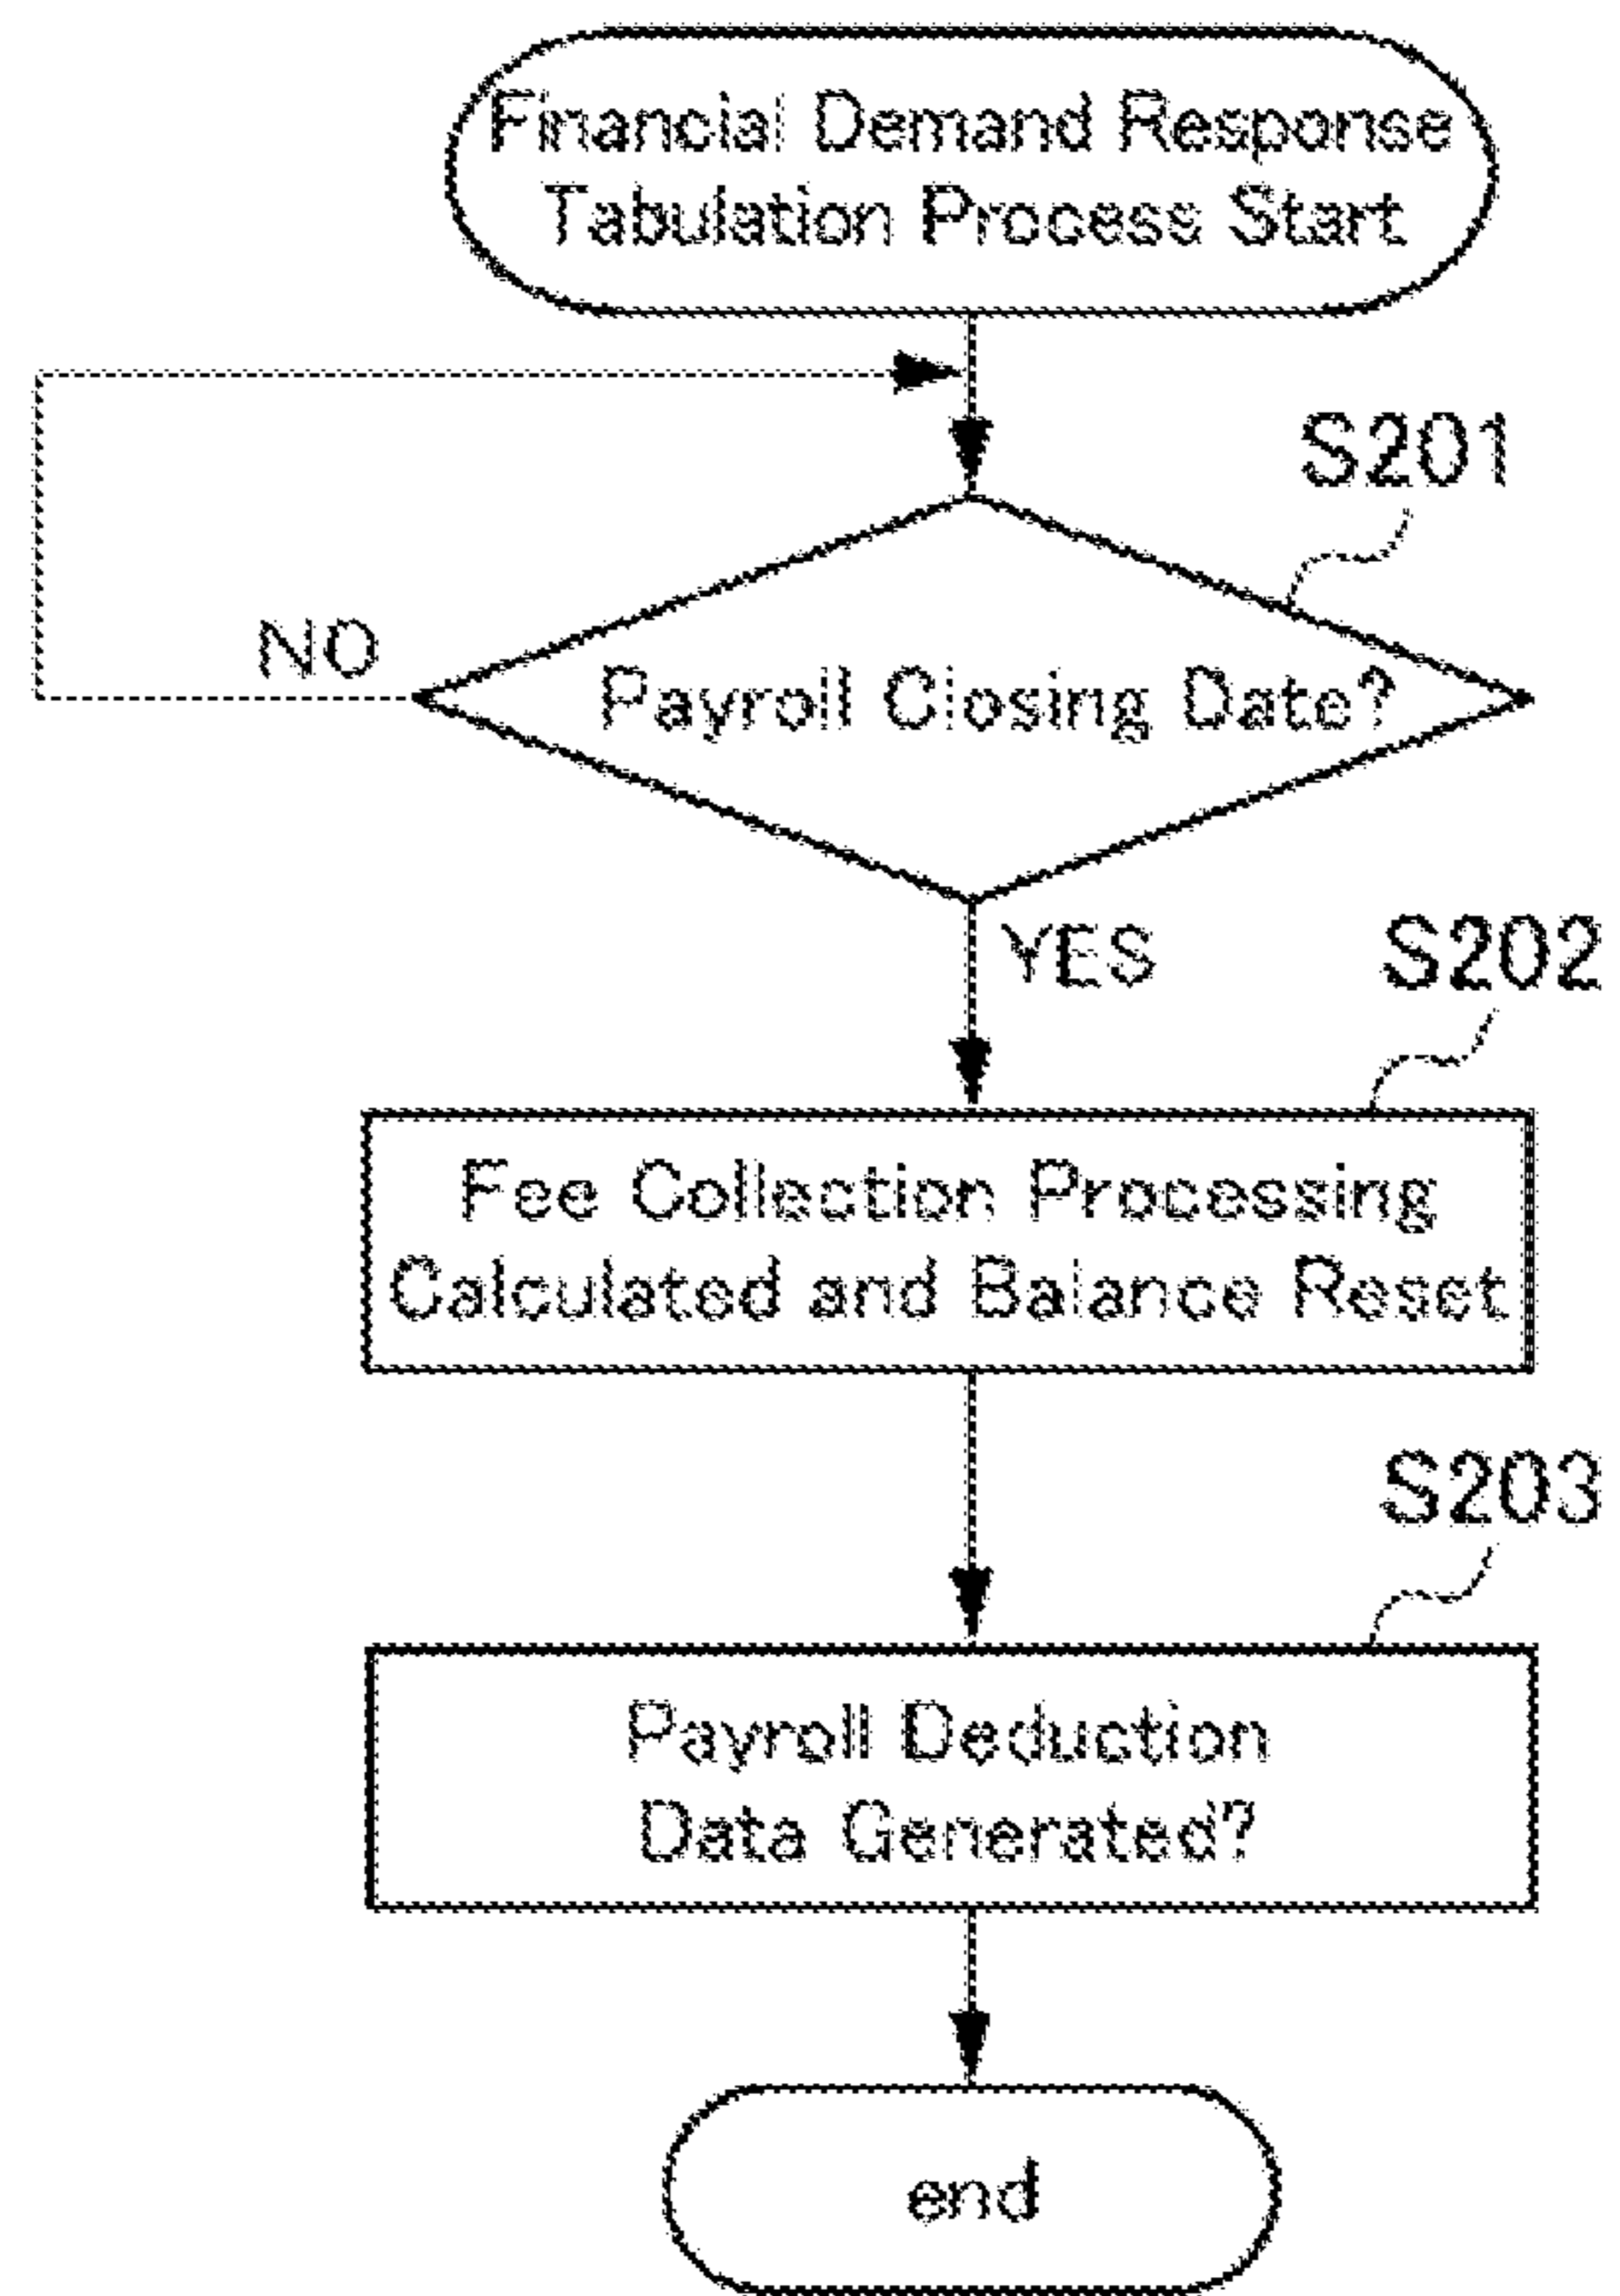 Financial Demand Response
Tabulation Process Start
S201
NO
Payroll Closing Date?
YES
S202
Fee Collection Processing
Calculated and Balance Reset
S203
Payroll Deduction
Data Generated?
end